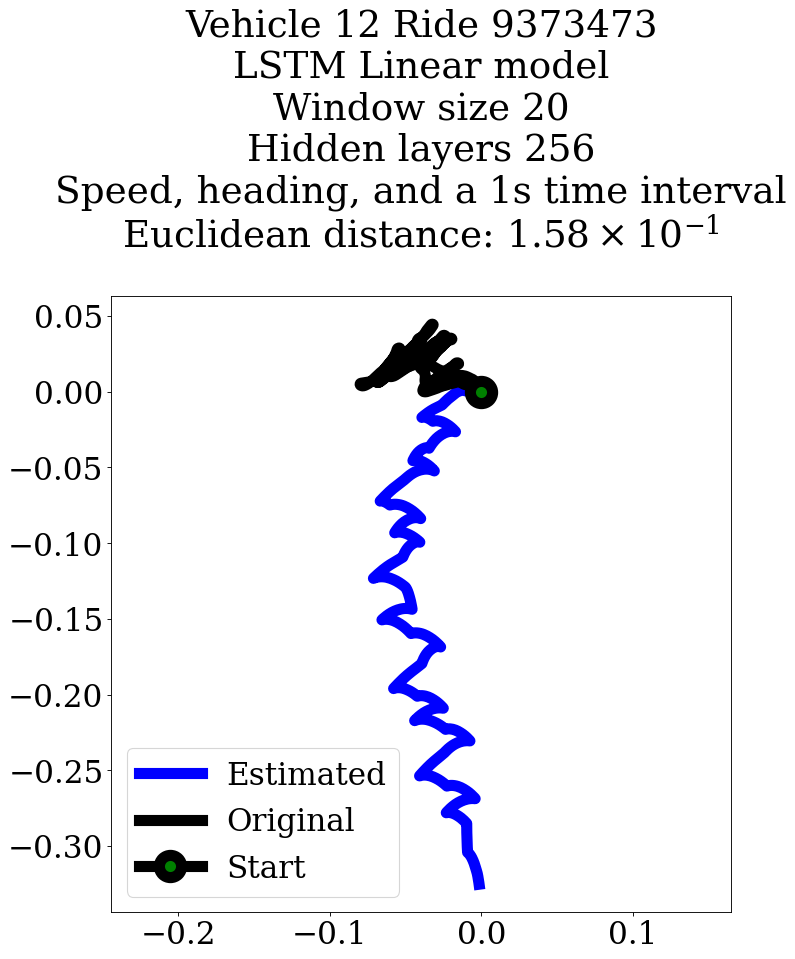 Vehicle 12 Ride 9373473
LSTM Linear model
Window size 20
Hidden layers 256
Speed, heading, and a 1s time interval
Euclidean distance: 1.58 × 10⁻¹
0.05
0.00
−0.05
−0.10
−0.15
−0.20
−0.25
−0.30
Estimated
Original
Start
−0.2 −0.1 0.0 0.1